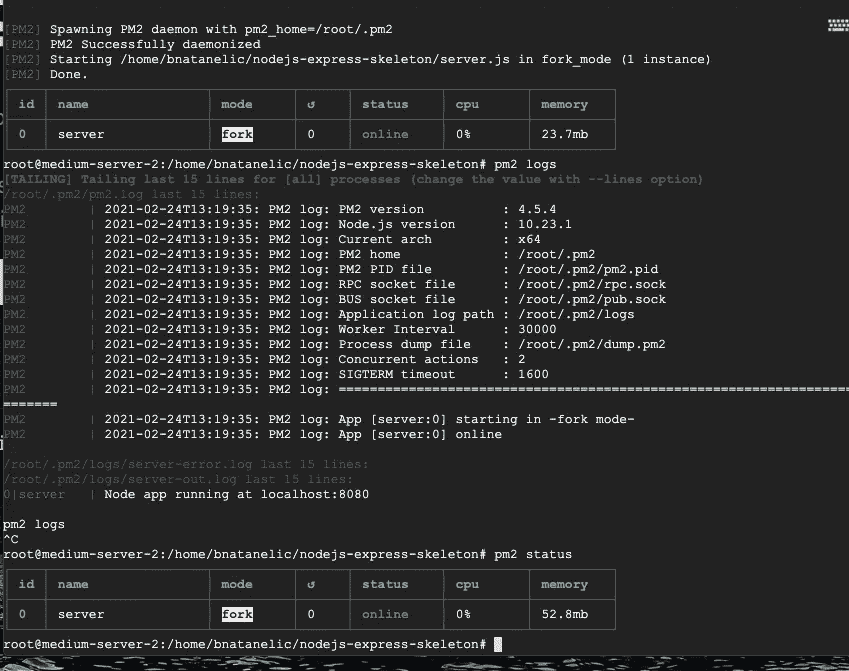 [PM2] Spawning PM2 daemon with pm2_home=/root/.pm2
[PM2] PM2 Successfully daemonized
[PM2] Starting /home/bnatanelic/nodejs-express-skeleton/server.js in fork_mode (1 instance)
[PM2] Done.
id name mode ↺ status cpu memory
0 server fork 0 online 0% 23.7mb
root@medium-server-2:/home/bnatanelic/nodejs-express-skeleton# pm2 logs
[TAILING] Tailing last 15 lines for [all] processes (change the value with --lines option)
/root/.pm2/pm2.log last 15 lines:
PM2 | 2021-02-24T13:19:35: PM2 log: PM2 version : 4.5.4
PM2 | 2021-02-24T13:19:35: PM2 log: Node.js version : 10.23.1
PM2 | 2021-02-24T13:19:35: PM2 log: Current arch : x64
PM2 | 2021-02-24T13:19:35: PM2 log: PM2 home : /root/.pm2
PM2 | 2021-02-24T13:19:35: PM2 log: PM2 PID file : /root/.pm2/pm2.pid
PM2 | 2021-02-24T13:19:35: PM2 log: RPC socket file : /root/.pm2/rpc.sock
PM2 | 2021-02-24T13:19:35: PM2 log: BUS socket file : /root/.pm2/pub.sock
PM2 | 2021-02-24T13:19:35: PM2 log: Application log path : /root/.pm2/logs
PM2 | 2021-02-24T13:19:35: PM2 log: Worker Interval : 30000
PM2 | 2021-02-24T13:19:35: PM2 log: Process dump file : /root/.pm2/dump.pm2
PM2 | 2021-02-24T13:19:35: PM2 log: Concurrent actions : 2
PM2 | 2021-02-24T13:19:35: PM2 log: SIGTERM timeout : 1600
PM2 | 2021-02-24T13:19:35: PM2 log: ====================================================================
=======
PM2 | 2021-02-24T13:19:35: PM2 log: App [server:0] starting in -fork mode-
PM2 | 2021-02-24T13:19:35: PM2 log: App [server:0] online
/root/.pm2/logs/server-error.log last 15 lines:
/root/.pm2/logs/server-out.log last 15 lines:
0|server | Node app running at localhost:8080
pm2 logs
^C
root@medium-server-2:/home/bnatanelic/nodejs-express-skeleton# pm2 status
id name mode ↺ status cpu memory
0 server fork 0 online 0% 52.8mb
root@medium-server-2:/home/bnatanelic/nodejs-express-skeleton#